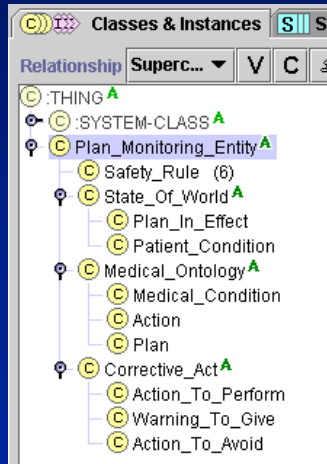 C Classes & Instances S S
Relationship Superc... V C
C :THING A
C :SYSTEM-CLASS A
C Plan_Monitoring_Entity A
C Safety_Rule (6)
C State_Of_World A
C Plan_In_Effect
C Patient_Condition
C Medical_Ontology A
C Medical_Condition
C Action
C Plan
C Corrective_Act A
C Action_To_Perform
C Warning_To_Give
C Action_To_Avoid